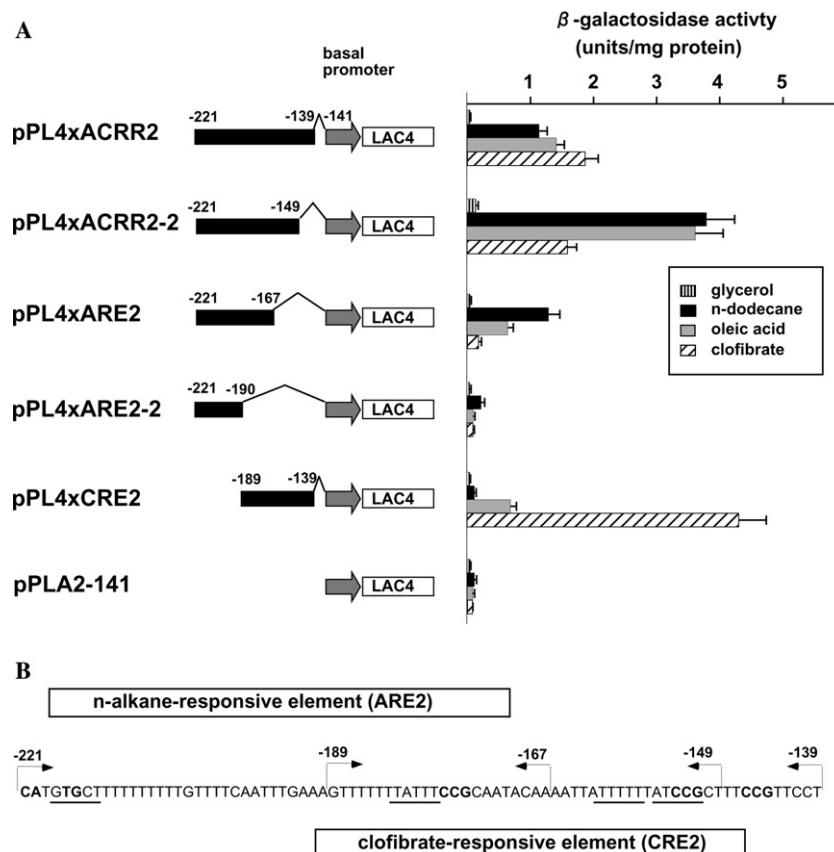 A
β-galactosidase activty
(units/mg protein)
basal
promoter
1 2 3 4 5
pPL4xACRR2
-221 -139 -141
LAC4
pPL4xACRR2-2
-221 -149
LAC4
glycerol
n-dodecane
oleic acid
clofibrate
pPL4xARE2
-221 -167
LAC4
pPL4xARE2-2
-221 -190
LAC4
pPL4xCRE2
-189 -139
LAC4
pPLA2-141
LAC4
B
n-alkane-responsive element (ARE2)
-221 -189 -167 -149 -139
CATGTGCTTTTTTTTTTGTTTTCAATTTGAAAGTTTTTTTATTTCCGCAATACAAAATTATTTTTTATCCGCTTTCCGTTCCT
clofibrate-responsive element (CRE2)